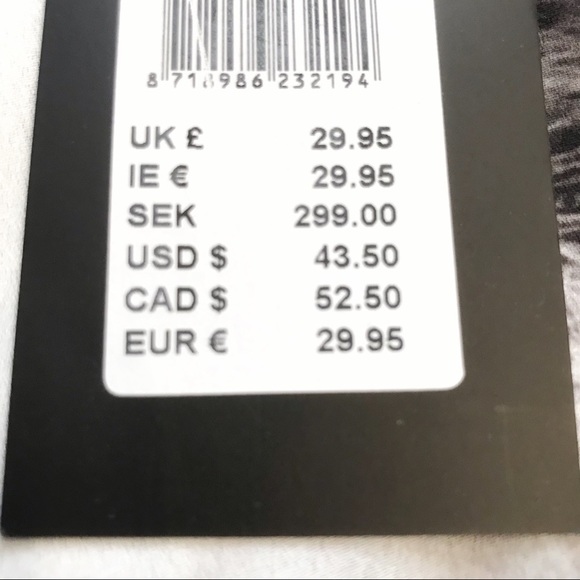 8 718986 232194
UK £ 29.95
IE € 29.95
SEK 299.00
USD $ 43.50
CAD $ 52.50
EUR € 29.95